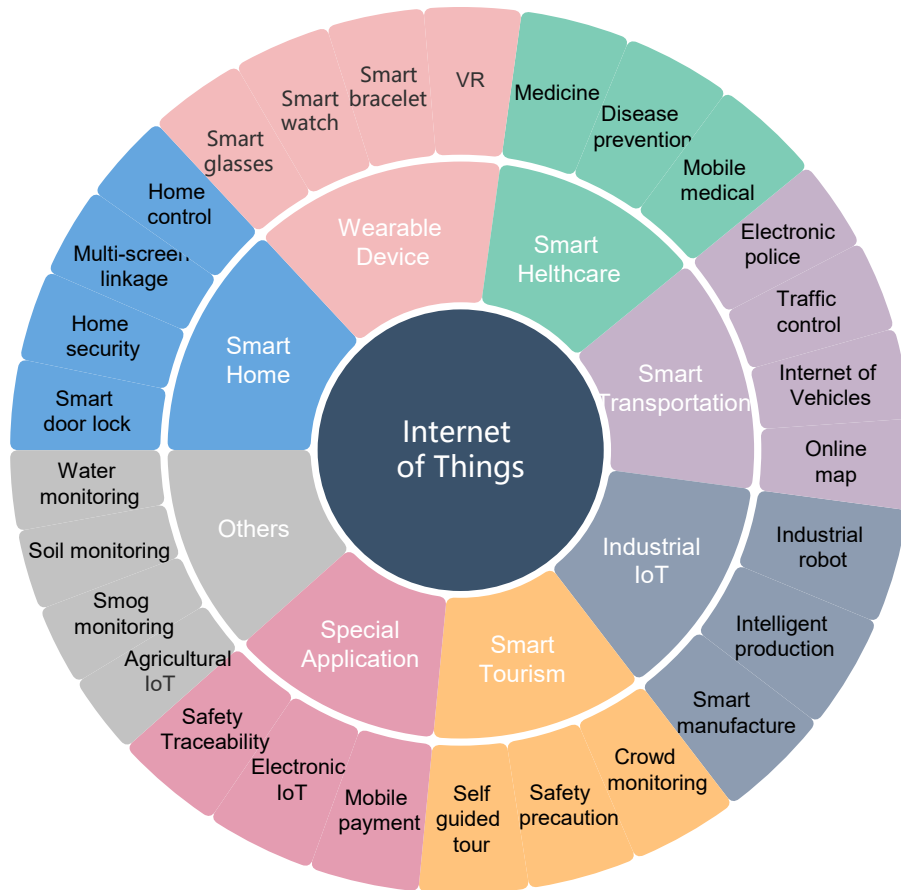 Internet
of Things
Wearable
Device
Smart
Helthcare
Smart
Transportation
Industrial
IoT
Smart
Tourism
Special
Application
Others
Smart
Home
Smart
glasses
Smart
watch
Smart
bracelet
VR
Medicine
Disease
prevention
Mobile
medical
Electronic
police
Traffic
control
Internet of
Vehicles
Online
map
Industrial
robot
Intelligent
production
Smart
manufacture
Crowd
monitoring
Safety
precaution
Self
guided
tour
Mobile
payment
Electronic
IoT
Safety
Traceability
Agricultural
IoT
Smog
monitoring
Soil monitoring
Water
monitoring
Smart
door lock
Home
security
Multi-screen
linkage
Home
control